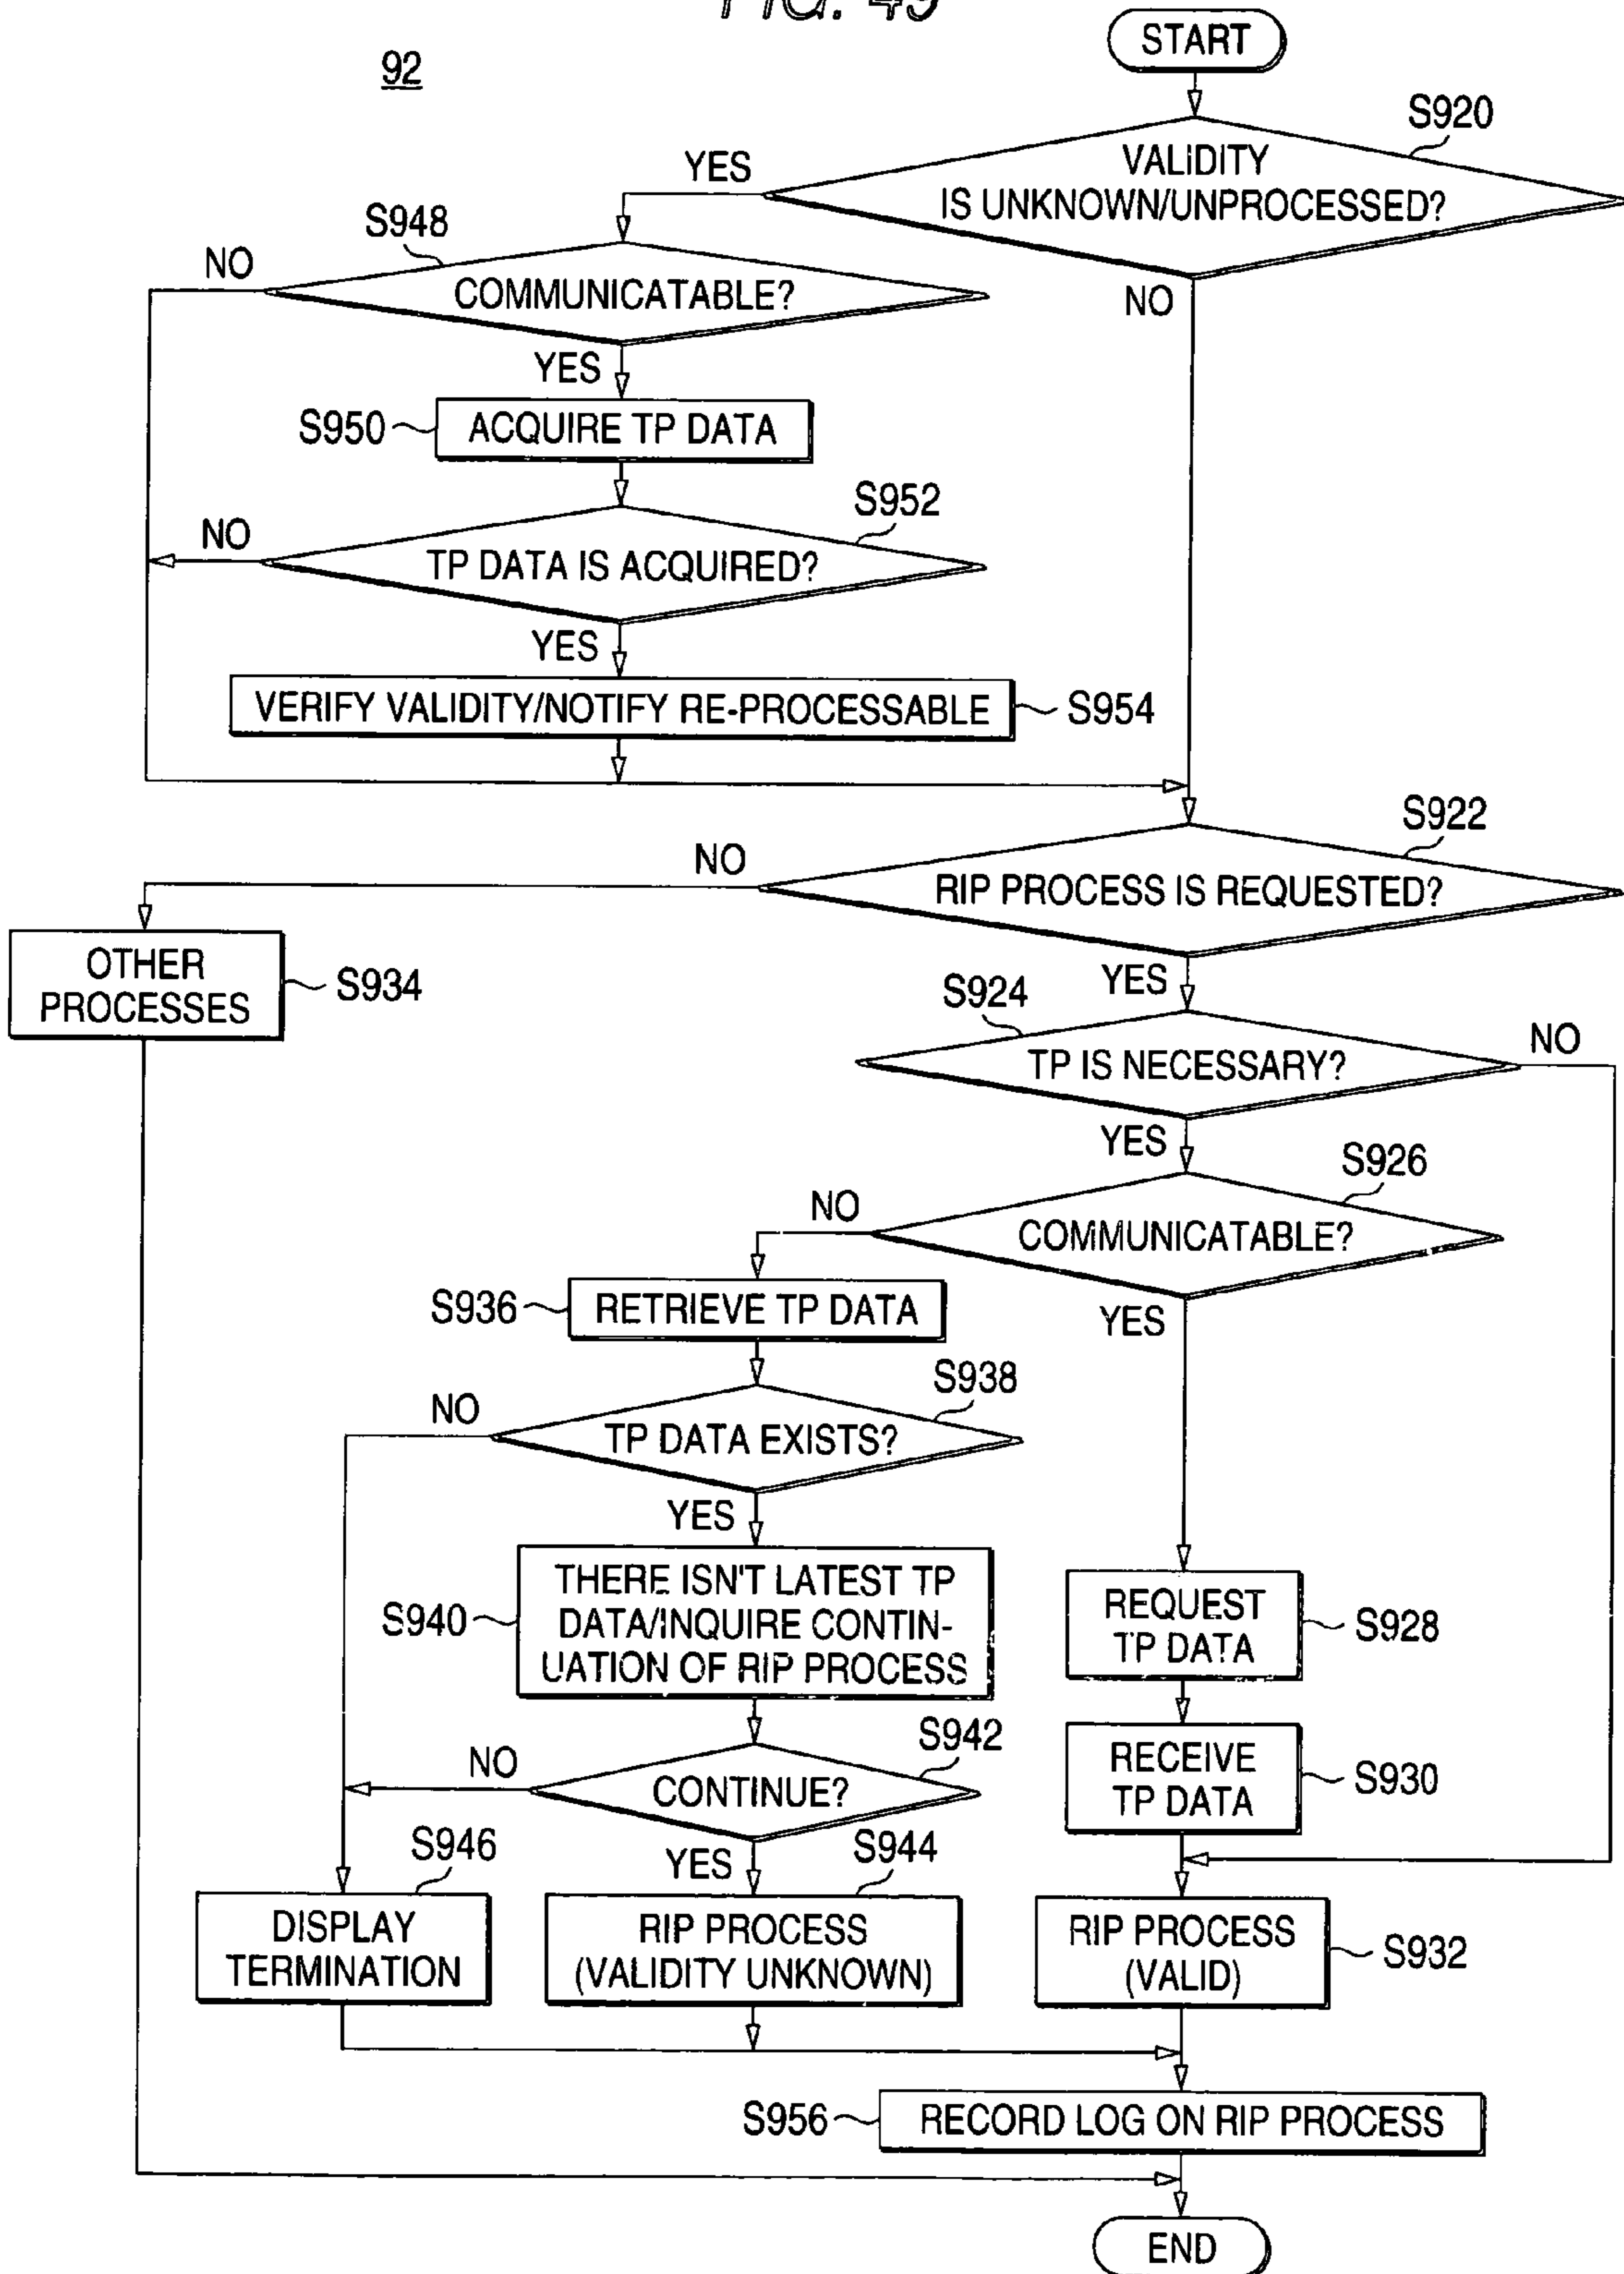 FIG. 49
92
START
S920
VALIDITY
IS UNKNOWN/UNPROCESSED?
YES
NO
S948
NO
COMMUNICATABLE?
YES
S950
ACQUIRE TP DATA
S952
NO
TP DATA IS ACQUIRED?
YES
VERIFY VALIDITY/NOTIFY RE-PROCESSABLE
S954
S922
NO
RIP PROCESS IS REQUESTED?
YES
OTHER
PROCESSES
S934
S924
TP IS NECESSARY?
NO
YES
S926
NO
COMMUNICATABLE?
YES
S936
RETRIEVE TP DATA
S938
NO
TP DATA EXISTS?
YES
S940
THERE ISN'T LATEST TP
DATA/INQUIRE CONTIN-
UATION OF RIP PROCESS
REQUEST
TP DATA
S928
S942
NO
CONTINUE?
YES
RECEIVE
TP DATA
S930
S946
DISPLAY
TERMINATION
S944
RIP PROCESS
(VALIDITY UNKNOWN)
RIP PROCESS
(VALID)
S932
S956
RECORD LOG ON RIP PROCESS
END